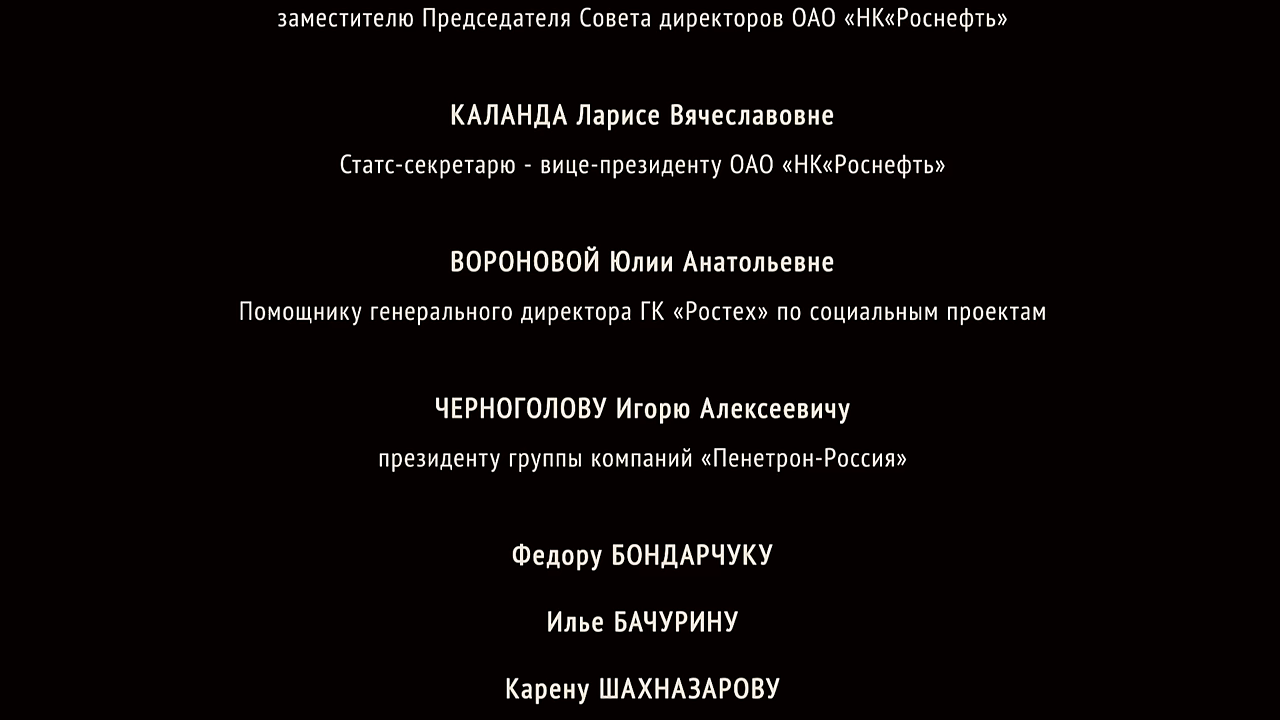 заместителю Председателя Совета директоров ОАО «НК«Роснефть»
КАЛАНДА Ларисе Вячеславовне
Статс-секретарю - вице-президенту ОАО «НК«Роснефть»
ВОРОНОВОЙ Юлии Анатольевне
Помощнику генерального директора ГК «Ростех» по социальным проектам
ЧЕРНОГОЛОВУ Игорю Алексеевичу
президенту группы компаний «Пенетрон-Россия»
Федору БОНДАРЧУКУ
Илье БАЧУРИНУ
Карену ШАХНАЗАРОВУ